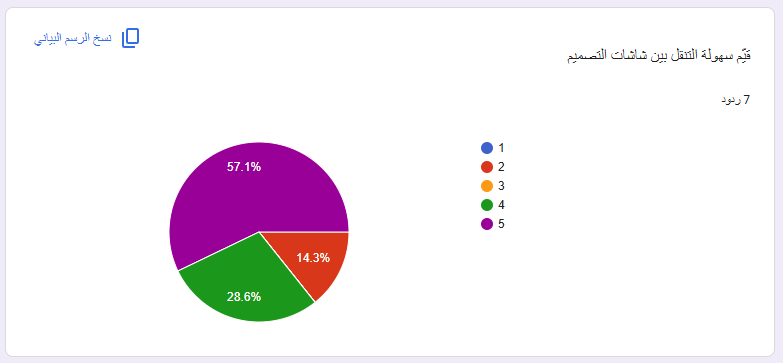 نسخ الرسم البياني
قيّم سهولة التنقل بين شاشات التصميم
7 ردود
57.1%
14.3%
28.6%
1
2
3
4
5